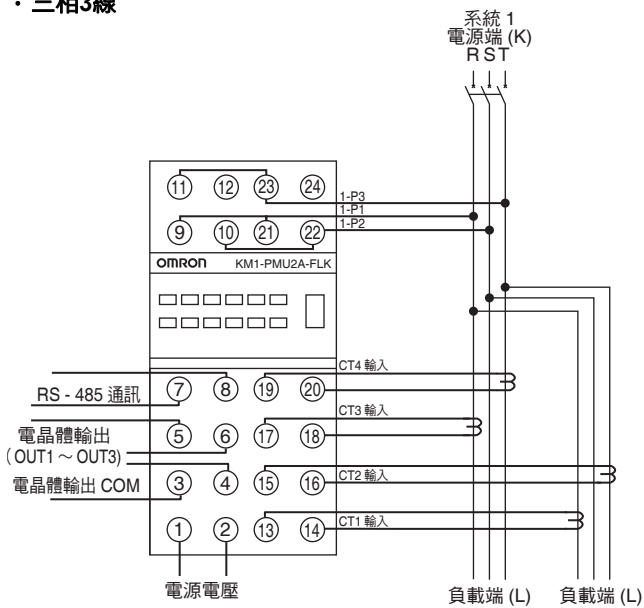 ・三相3線
系統 1
電源端 (K)
R S T
⑪ ⑫ ㉓ ㉔
1-P3
1-P1
⑨ ⑩ ㉑ ㉒
1-P2
OMRON KM1-PMU2A-FLK
CT4 輸入
⑦ ⑧ ⑲ ⑳
RS - 485 通訊
CT3 輸入
⑤ ⑥ ⑰ ⑱
電晶體輸出
(OUT1 ~ OUT3)
CT2 輸入
③ ④ ⑮ ⑯
電晶體輸出 COM
CT1 輸入
① ② ⑬ ⑭
電源電壓
負載端 (L) 負載端 (L)